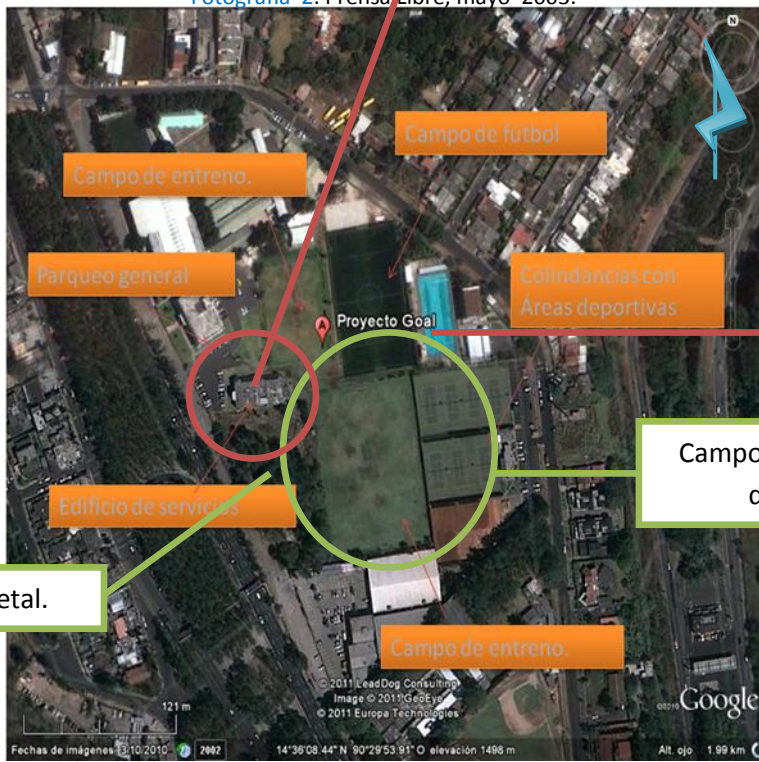 Fotografía 2. Prensa Libre, mayo 2005.
N
Campo de futbol
Campo de entreno.
Parqueo general
Colindancias con
Áreas deportivas
A Proyecto Goal
Campo
d
Edificio de servicios
etal.
Campo de entreno.
© 2011 LeadDog Consulting
Image © 2011 GeoEye
© 2011 Europa Technologies
©2010 Google
121 m
Fechas de imágenes 3/10/2010 2002
14°36'08.44" N 90°29'53.91" O elevación 1498 m
Alt. ojo 1.99 km